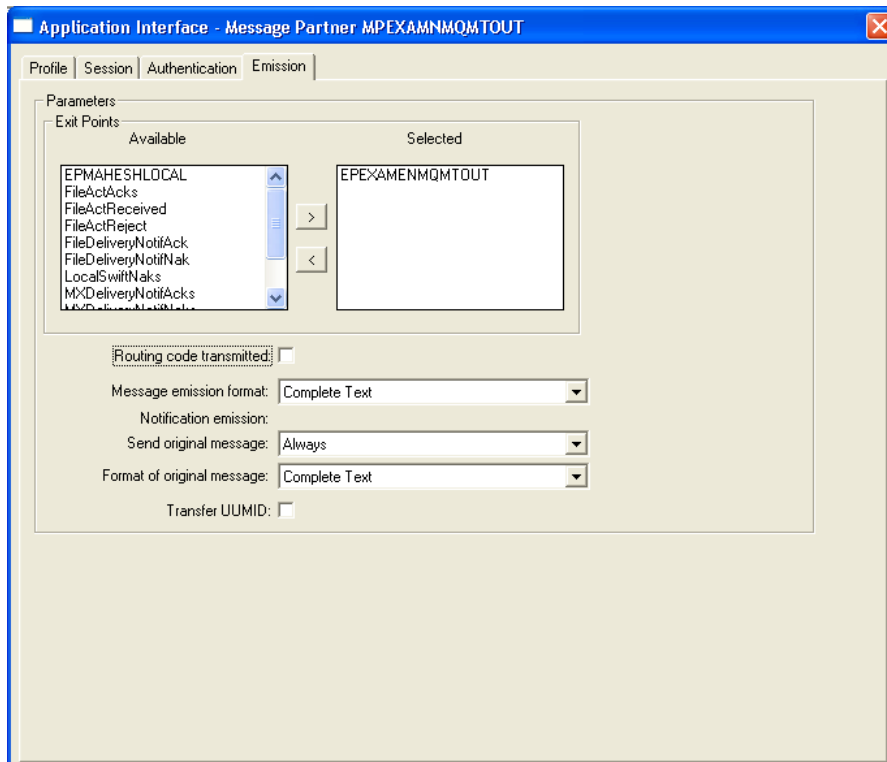 Application Interface - Message Partner MPEXAMNMQMTOUT
Profile Session Authentication Emission
Parameters
Exit Points
Available Selected
EPMAHESHLOCAL
FileActAcks
FileActReceived
FileActReject
FileDeliveryNotifAck
FileDeliveryNotifNak
LocalSwiftNaks
MXDeliveryNotifAcks
EPEXAMENMQMTOUT
>
<
Routing code transmitted:
Message emission format: Complete Text
Notification emission:
Send original message: Always
Format of original message: Complete Text
Transfer UUMID: